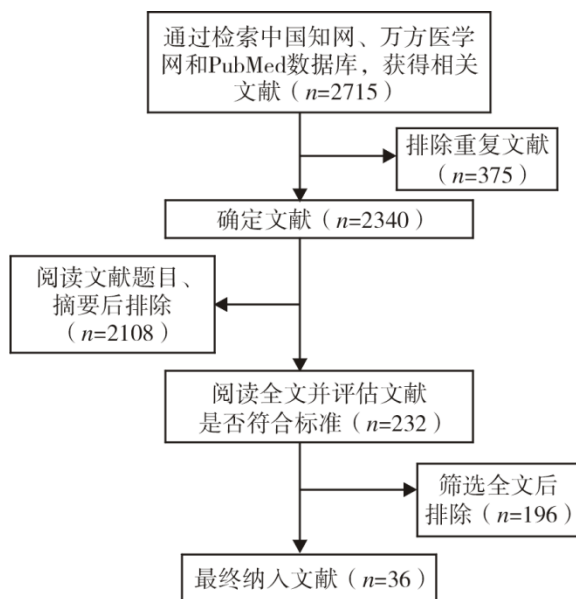 通过检索中国知网、万方医学
网和PubMed数据库，获得相关
文献（n=2715）
排除重复文献
（n=375）
确定文献（n=2340）
阅读文献题目、
摘要后排除
（n=2108）
阅读全文并评估文献
是否符合标准（n=232）
筛选全文后
排除（n=196）
最终纳入文献（n=36）